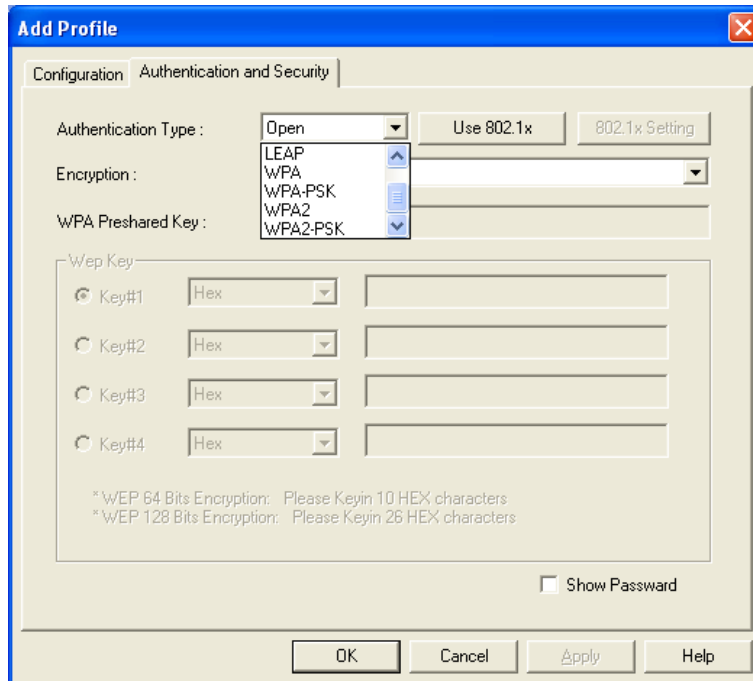 Add Profile
Configuration
Authentication and Security
Authentication Type :
Open
Use 802.1x
802.1x Setting
LEAP
WPA
WPA-PSK
WPA2
WPA2-PSK
Encryption :
WPA Preshared Key :
Wep Key
Key#1
Hex
Key#2
Hex
Key#3
Hex
Key#4
Hex
* WEP 64 Bits Encryption: Please Keyin 10 HEX characters
* WEP 128 Bits Encryption: Please Keyin 26 HEX characters
Show Passward
OK
Cancel
Apply
Help